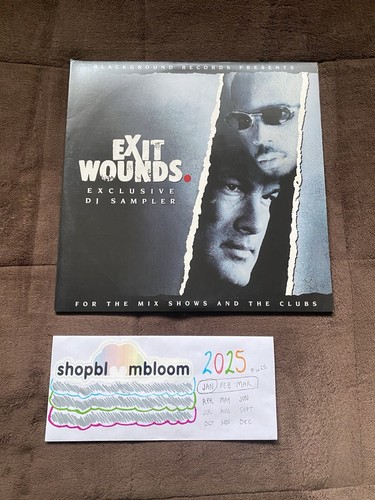 BLACKGROUND RECORDS PRESENTS
EXIT
WOUNDS.
EXCLUSIVE
DJ SAMPLER
FOR THE MIX SHOWS AND THE CLUBS
shopbl mbloom
2025.
JAN FEB MAR
APR MAY JUN
JUL AUG SEPT
OCT NOV DEC